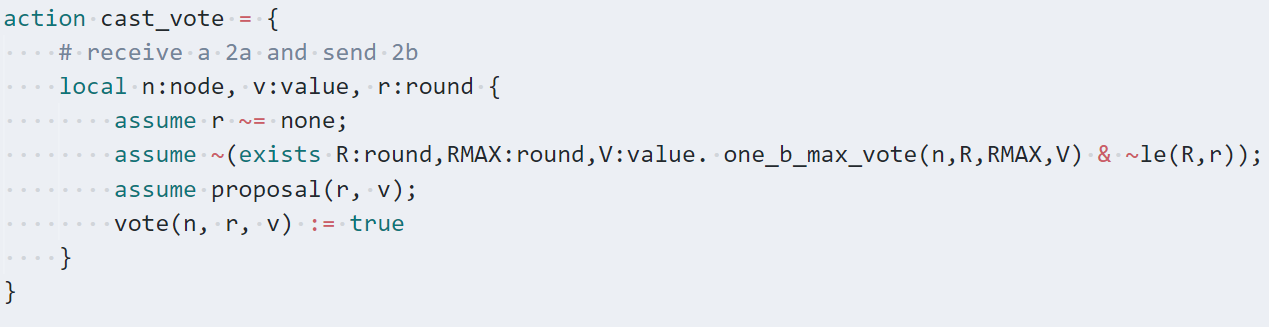 action cast_vote = {
    # receive a 2a and send 2b
    local n:node, v:value, r:round {
        assume r ~= none;
        assume ~(exists R:round,RMAX:round,V:value. one_b_max_vote(n,R,RMAX,V) & ~le(R,r));
        assume proposal(r, v);
        vote(n, r, v) := true
    }
}